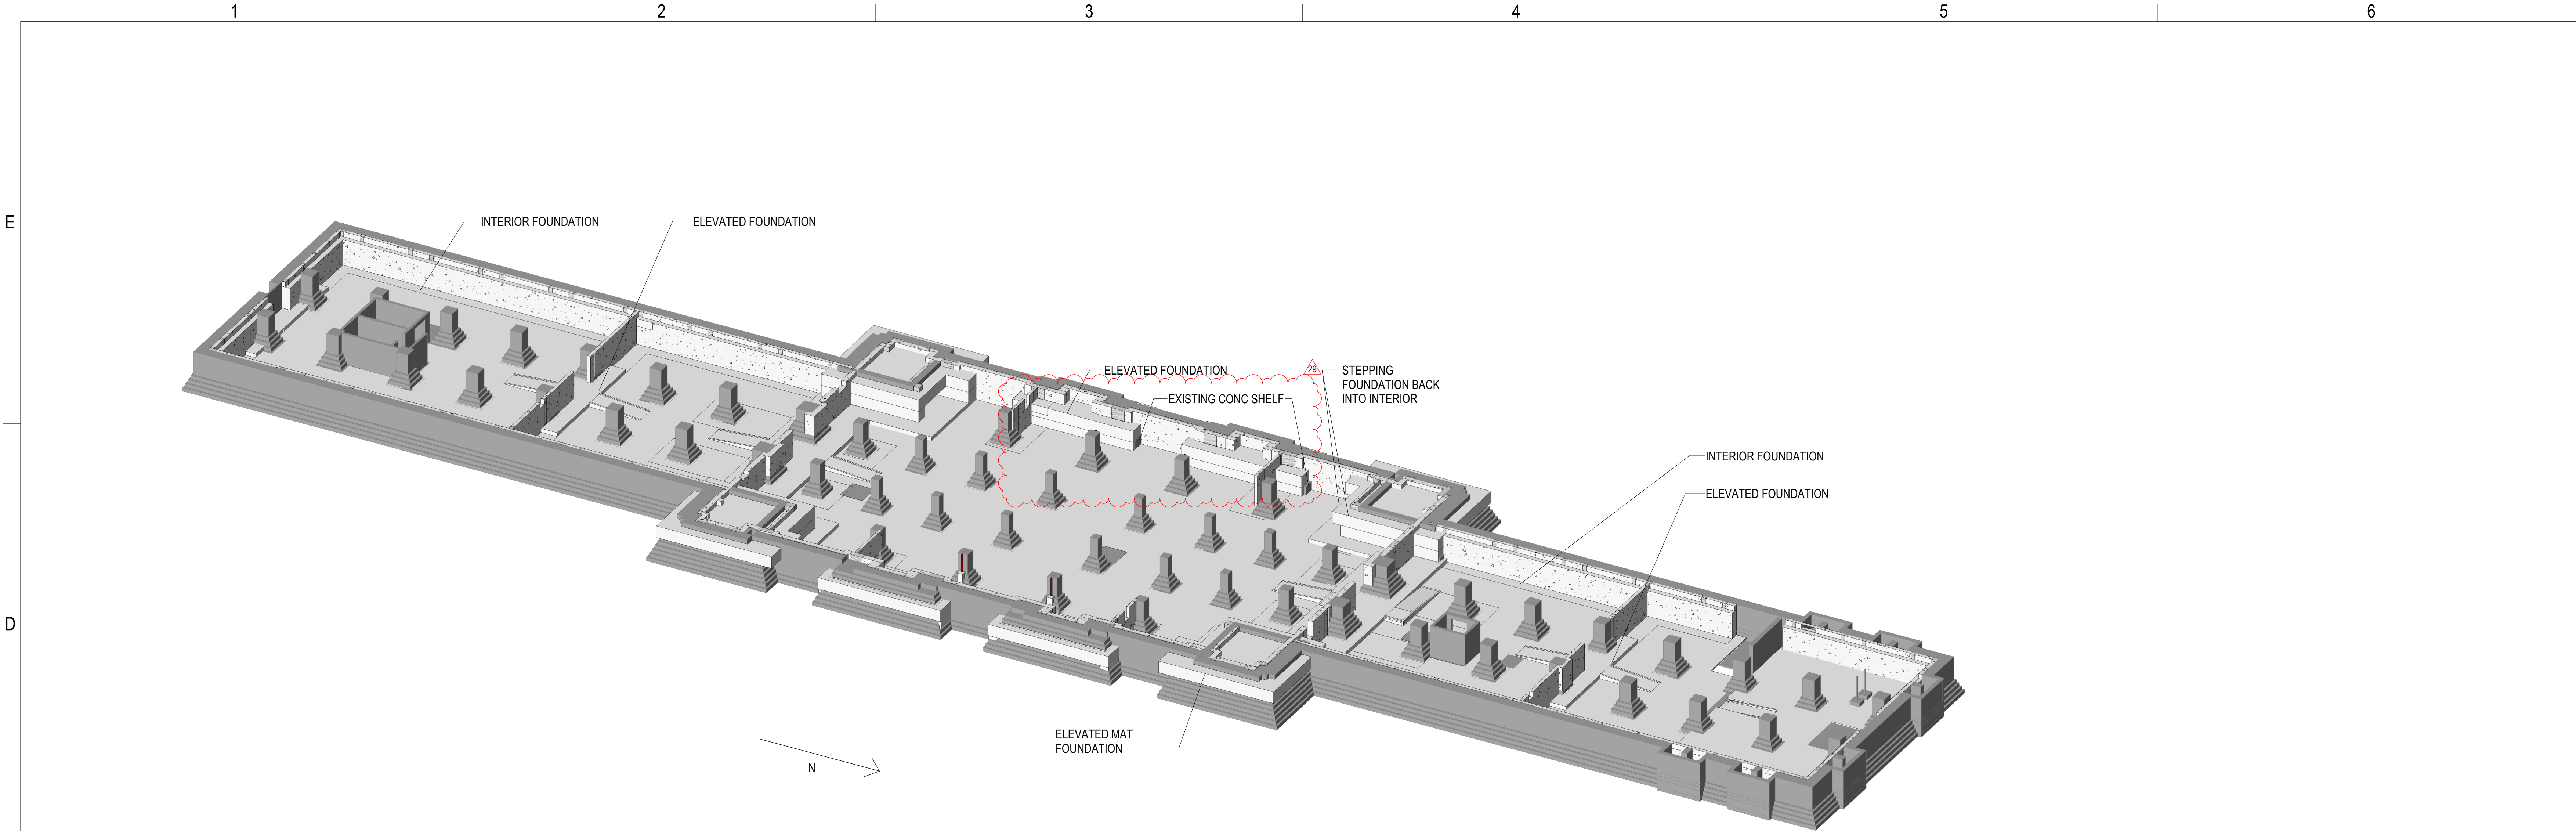 1 2 3 4 5 6
E
INTERIOR FOUNDATION
ELEVATED FOUNDATION
ELEVATED FOUNDATION
29
STEPPING
FOUNDATION BACK
INTO INTERIOR
EXISTING CONC SHELF
INTERIOR FOUNDATION
ELEVATED FOUNDATION
D
ELEVATED MAT
FOUNDATION
N